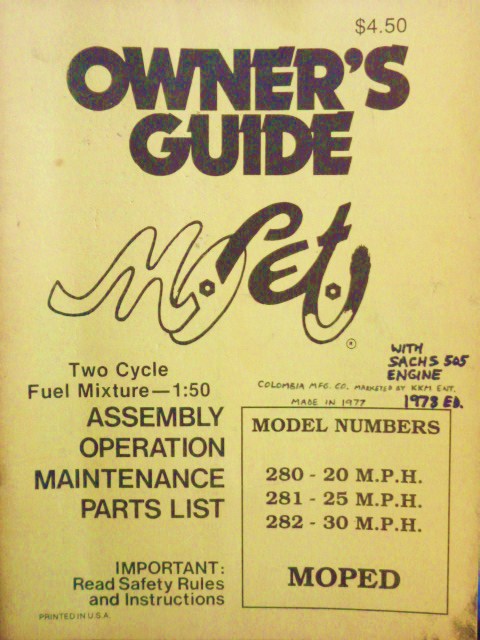 $4.50
OWNER'S
GUIDE
MoPet
®
WITH
SACHS 505
ENGINE
COLOMBIA MFG. CO. MARKETED BY KKM ENT.
MADE IN 1977
1978 ED.
Two Cycle
Fuel Mixture—1:50
ASSEMBLY
OPERATION
MAINTENANCE
PARTS LIST
MODEL NUMBERS
280 - 20 M.P.H.
281 - 25 M.P.H.
282 - 30 M.P.H.
MOPED
IMPORTANT:
Read Safety Rules
and Instructions
PRINTED IN U.S.A.